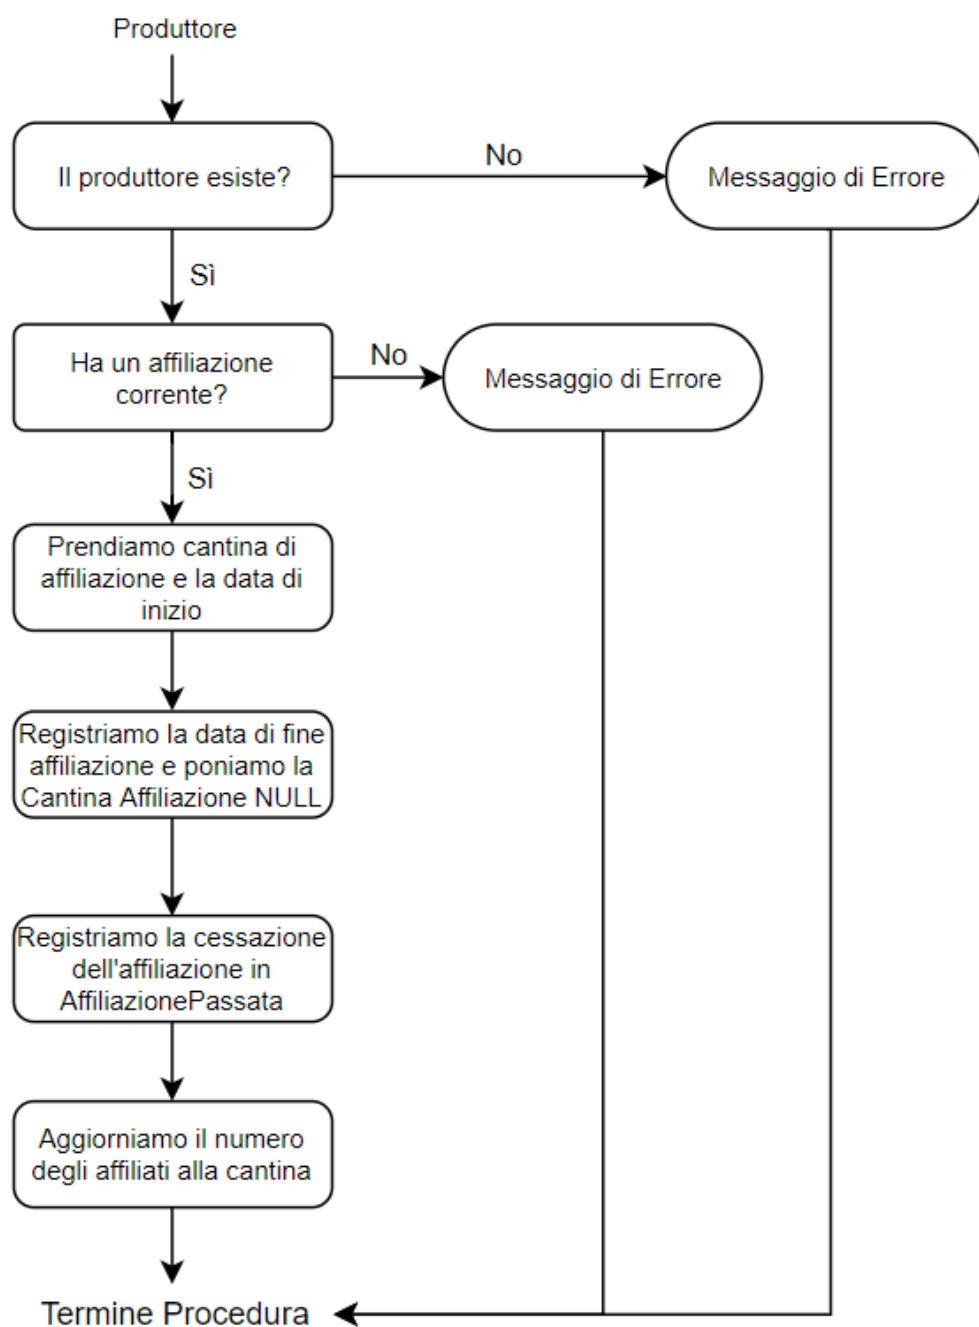 Produttore
Il produttore esiste?
No
Messaggio di Errore
Sì
Ha un affiliazione
corrente?
No
Messaggio di Errore
Sì
Prendiamo cantina di
affiliazione e la data di
inizio
Registriamo la data di fine
affiliazione e poniamo la
Cantina Affiliazione NULL
Registriamo la cessazione
dell'affiliazione in
AffiliazionePassata
Aggiorniamo il numero
degli affiliati alla cantina
Termine Procedura